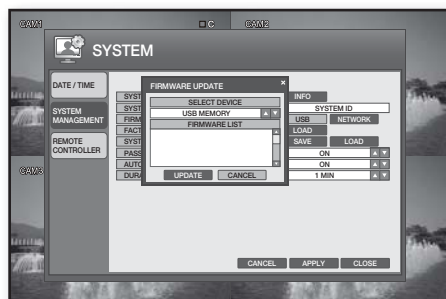 CAM1
C
CAM2
SYSTEM
DATE / TIME
SYSTEM MANAGEMENT
REMOTE CONTROLLER
FIRMWARE UPDATE
×
SELECT DEVICE
USB MEMORY
FIRMWARE LIST
UPDATE CANCEL
SYST INFO
SYST SYSTEM ID
FIRM USB NETWORK
FACT LOAD
SYST SAVE LOAD
PASS ON
AUTO ON
DURA 1 MIN
CAM3
CANCEL APPLY CLOSE